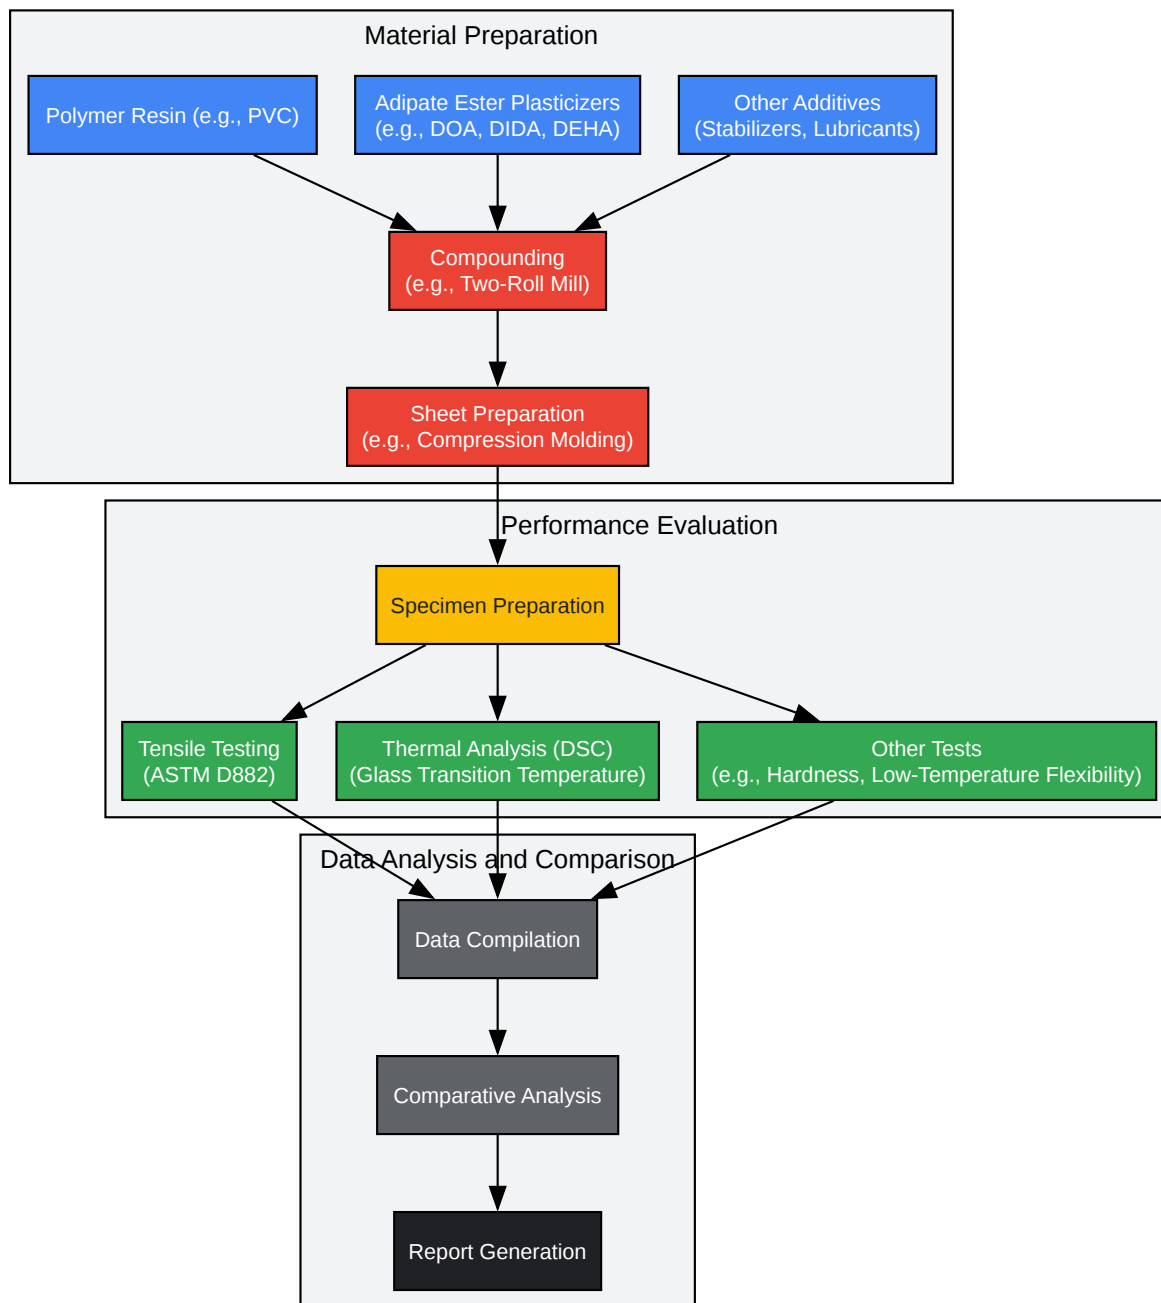 Material Preparation
Polymer Resin (e.g., PVC)
Adipate Ester Plasticizers
(e.g., DOA, DIDA, DEHA)
Other Additives
(Stabilizers, Lubricants)
Compounding
(e.g., Two-Roll Mill)
Sheet Preparation
(e.g., Compression Molding)
Performance Evaluation
Specimen Preparation
Tensile Testing
(ASTM D882)
Thermal Analysis (DSC)
(Glass Transition Temperature)
Other Tests
(e.g., Hardness, Low-Temperature Flexibility)
Data Analysis and Comparison
Data Compilation
Comparative Analysis
Report Generation